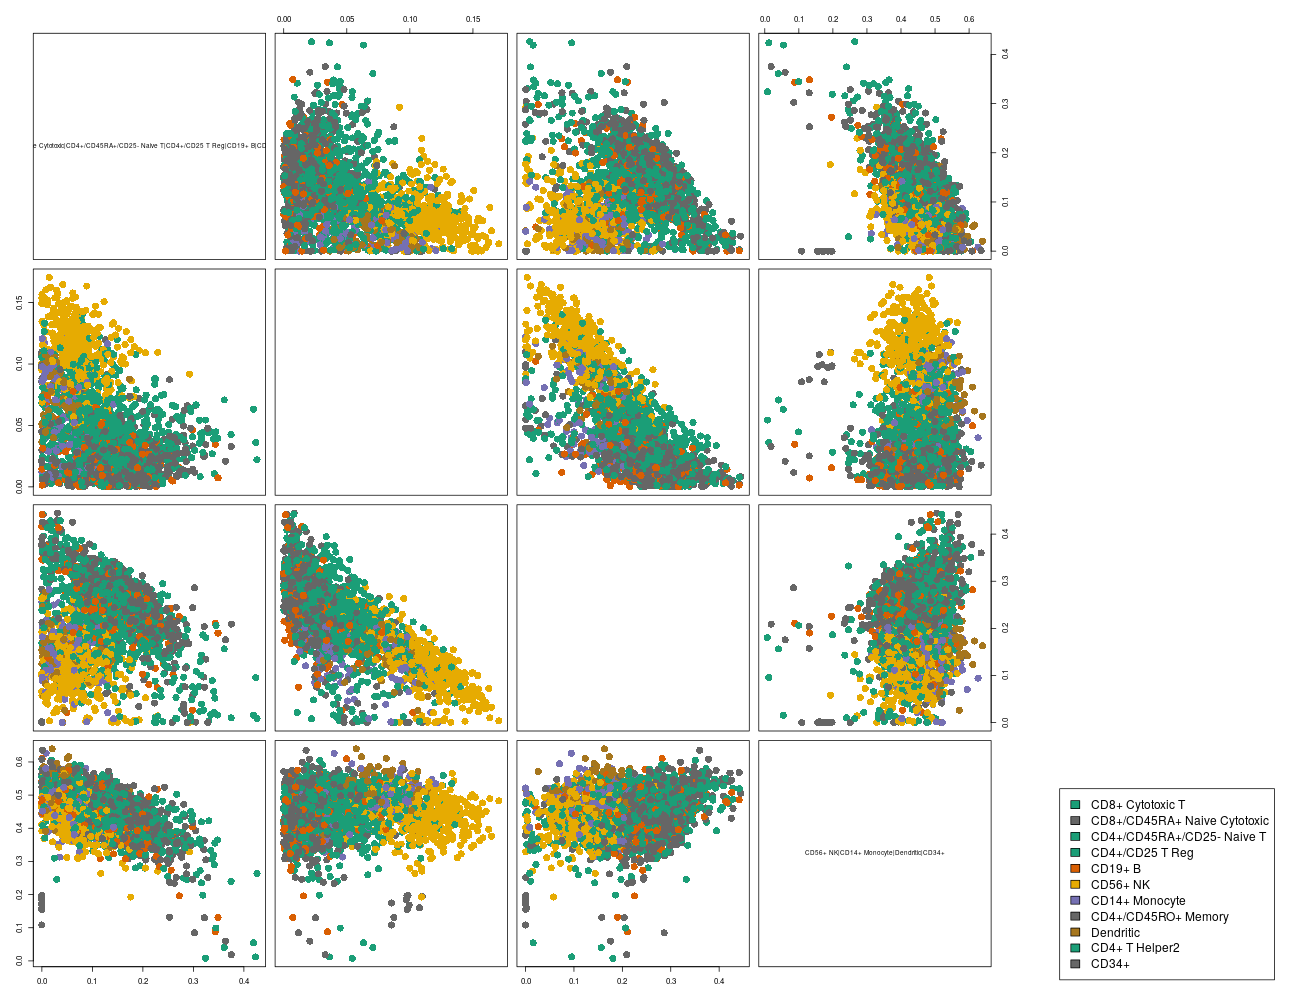 0.00 0.05 0.10 0.15
0.0 0.1 0.2 0.3 0.4 0.5 0.6
e Cytotoxic|CD4+/CD45RA+/CD25- Naive T|CD4+/CD25 T Reg|CD19+ B|CD
0.4
0.3
0.2
0.1
0.0
0.15
0.10
0.05
0.00
0.4
0.3
0.2
0.1
0.0
0.6
0.5
0.4
0.3
0.2
0.1
0.0
CD56+ NK|CD14+ Monocyte|Dendritic|CD34+
0.0 0.1 0.2 0.3 0.4
0.0 0.1 0.2 0.3 0.4
CD8+ Cytotoxic T
CD8+/CD45RA+ Naive Cytotoxic
CD4+/CD45RA+/CD25- Naive T
CD4+/CD25 T Reg
CD19+ B
CD56+ NK
CD14+ Monocyte
CD4+/CD45RO+ Memory
Dendritic
CD4+ T Helper2
CD34+